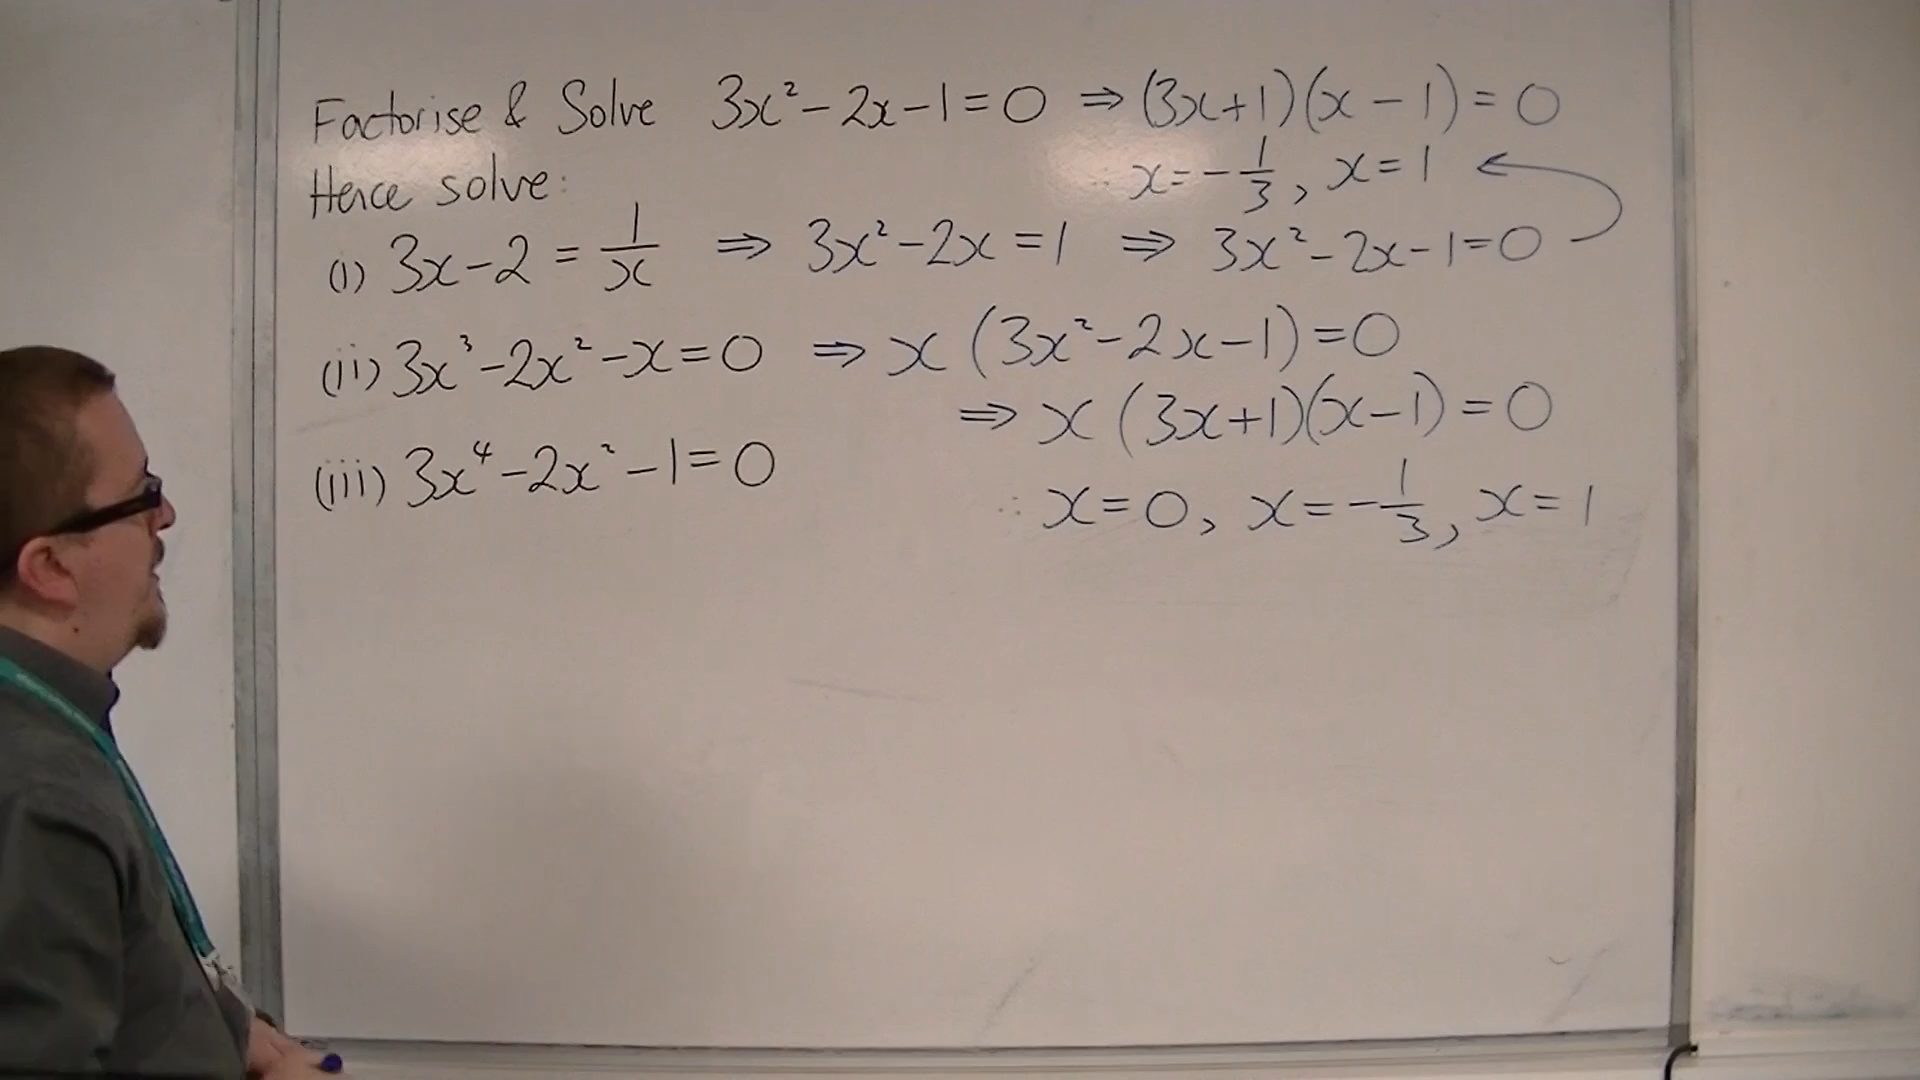 Factorise & Solve 3x² - 2x - 1 = 0 ⇒ (3x+1)(x - 1) = 0
Hence solve: ∴ x = -1/3, x = 1
(i) 3x - 2 = 1/x ⇒ 3x² - 2x = 1 ⇒ 3x² - 2x - 1 = 0
(ii) 3x³ - 2x² - x = 0 ⇒ x (3x² - 2x - 1) = 0
⇒ x (3x+1)(x-1) = 0
(iii) 3x⁴ - 2x² - 1 = 0
∴ x = 0, x = -1/3, x = 1